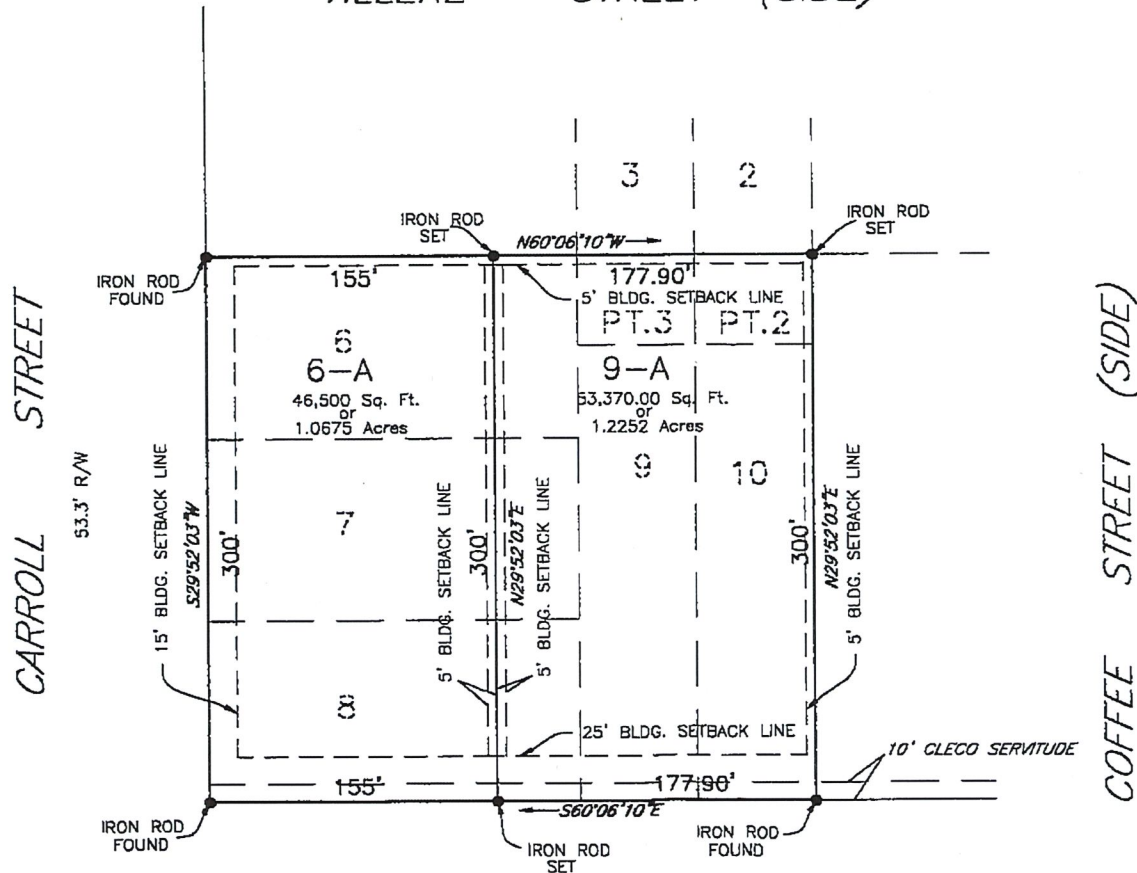 STREET (SIDE)
3 2
IRON ROD
SET
N60°06'10"W
IRON ROD
SET
IRON ROD
FOUND
155'
177.90'
5' BLDG. SETBACK LINE
PT.3 PT.2
6
6-A
46,500 Sq. Ft.
or
1.0675 Acres
9-A
53,370.00 Sq. Ft.
or
1.2252 Acres
9
10
7
8
CARROLL STREET
53.3' R/W
15' BLDG. SETBACK LINE
S29°52'03"W
300'
5' BLDG. SETBACK LINE
300'
N29°52'03"E
5' BLDG. SETBACK LINE
300'
N29°52'03"E
5' BLDG. SETBACK LINE
COFFEE STREET (SIDE)
25' BLDG. SETBACK LINE
10' CLECO SERVITUDE
155'
177.90'
S60°06'10"E
IRON ROD
FOUND
IRON ROD
SET
IRON ROD
FOUND